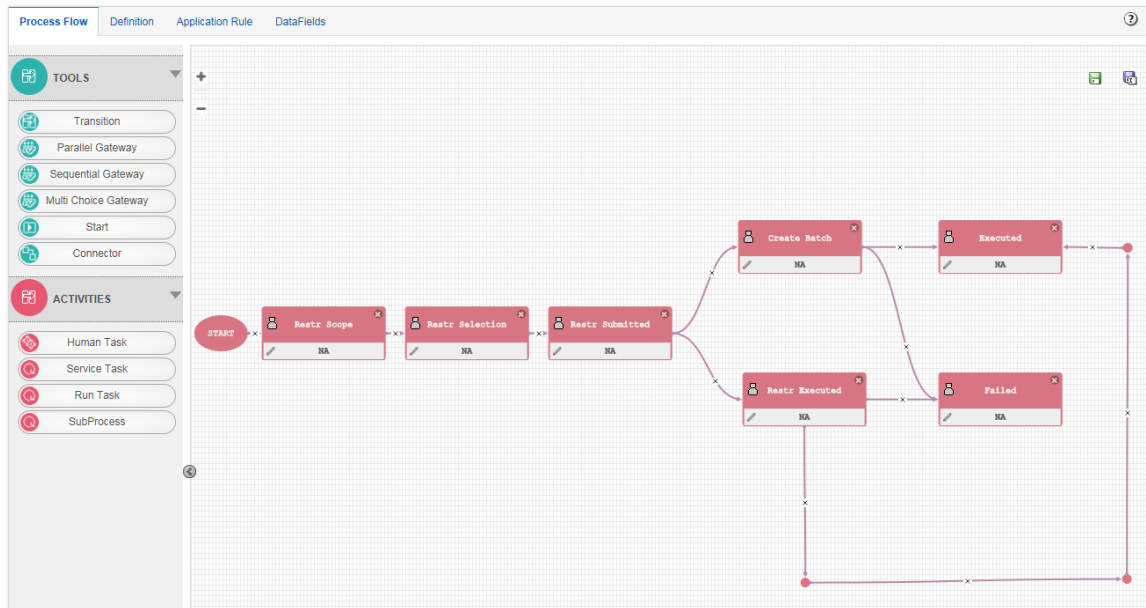 Process Flow
Definition
Application Rule
DataFields
?
TOOLS
Transition
Parallel Gateway
Sequential Gateway
Multi Choice Gateway
Start
Connector
ACTIVITIES
Human Task
Service Task
Run Task
SubProcess
START
Restr Scope
NA
Restr Selection
NA
Restr Submitted
NA
Create Batch
NA
Executed
NA
Restr Executed
NA
Failed
NA